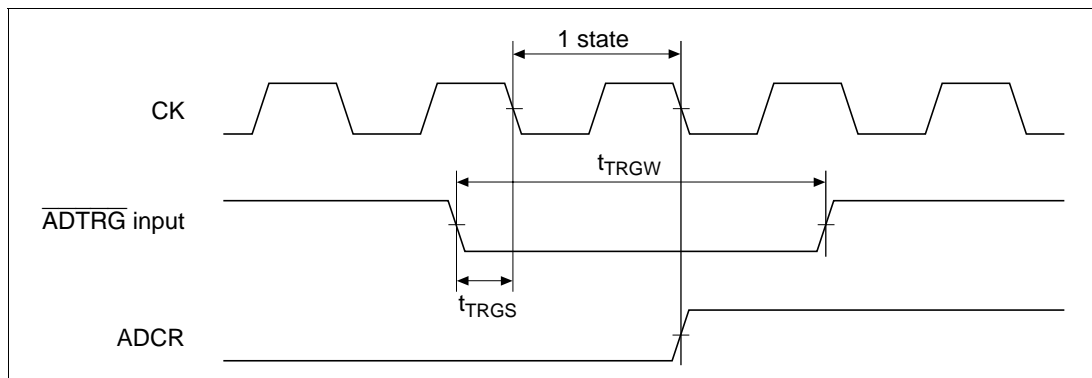 1 state
CK
tTRGW
ADTRG input
tTRGS
ADCR